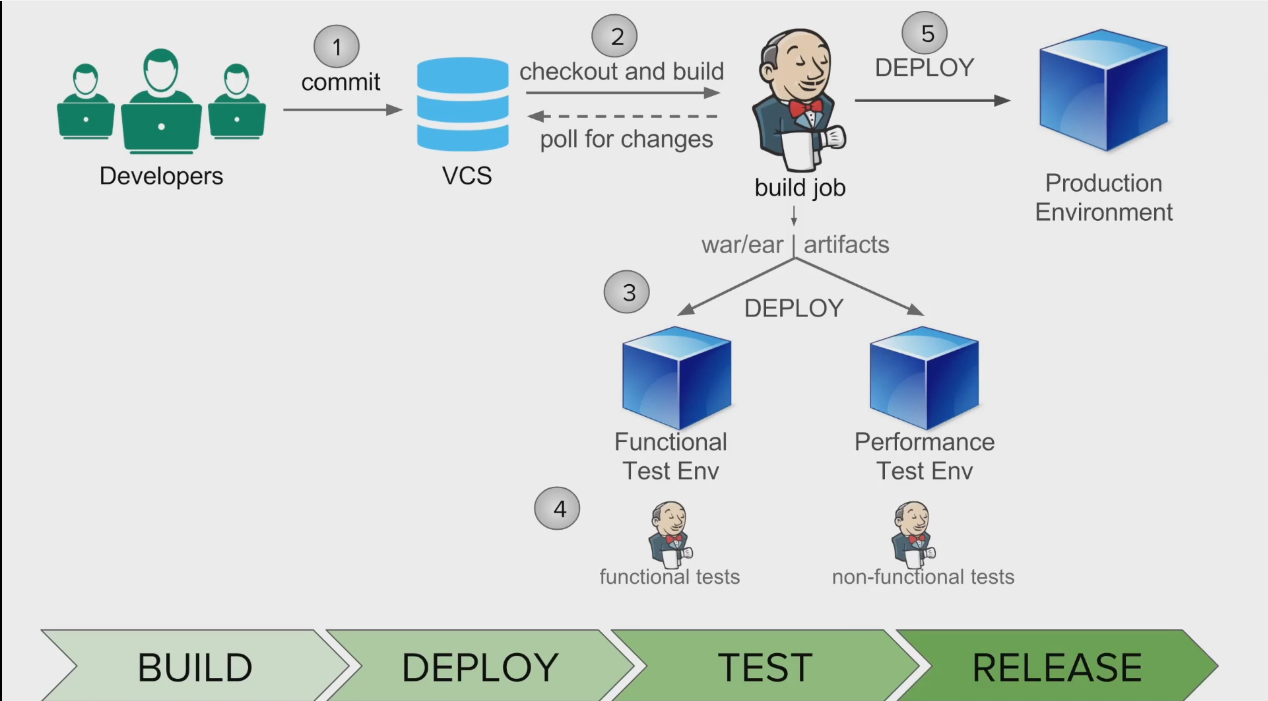 1
commit
Developers
VCS
2
checkout and build
poll for changes
build job
5
DEPLOY
Production
Environment
war/ear | artifacts
3
DEPLOY
Functional
Test Env
Performance
Test Env
4
functional tests
non-functional tests
BUILD
DEPLOY
TEST
RELEASE